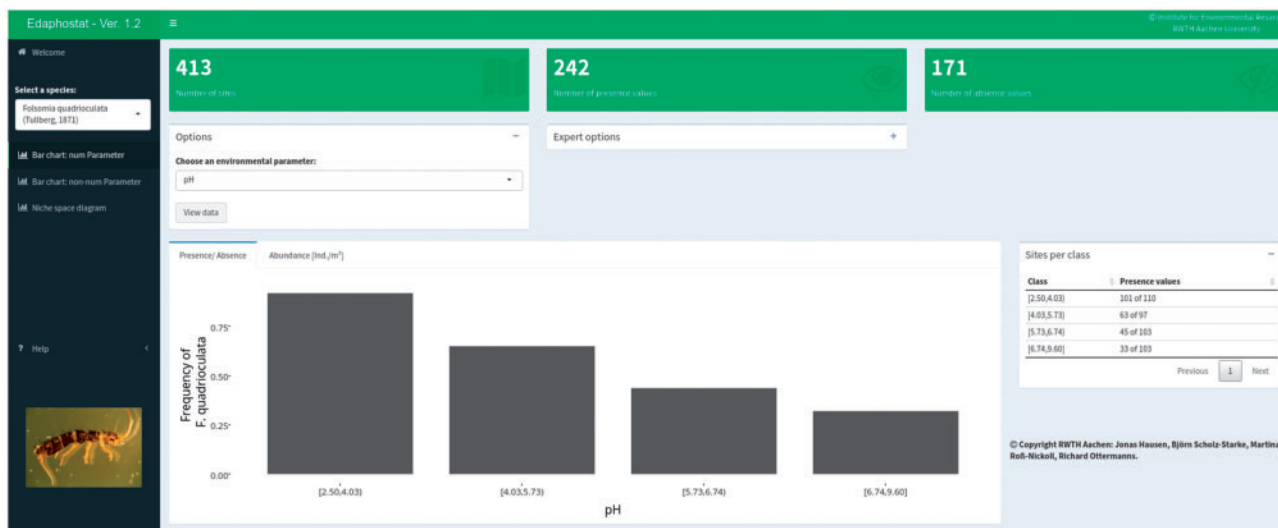 Edaphostat - Ver. 1.2
© Institute for Environmental Research
RWTH Aachen University
Welcome
Select a species:
Folsomia quadrioculata
(Tullberg, 1871)
Bar chart: num Parameter
Bar chart: non-num Parameter
Niche space diagram
? Help
413
Number of sites
242
Number of presence values
171
Number of absence values
Options
Choose an environmental parameter:
pH
View data
Expert options
Presence/ Absence
Abundance [Ind./m²]
Frequency of
F. quadrioculata
0.75
0.50
0.25
0.00
[2.50,4.03)
[4.03,5.73)
[5.73,6.74)
[6.74,9.60]
pH
Sites per class
Class Presence values
[2.50,4.03) 101 of 110
[4.03,5.73) 63 of 97
[5.73,6.74) 45 of 103
[6.74,9.60] 33 of 103
Previous 1 Next
© Copyright RWTH Aachen: Jonas Hausen, Björn Scholz-Starke, Martina
Roß-Nickoll, Richard Ottermanns.